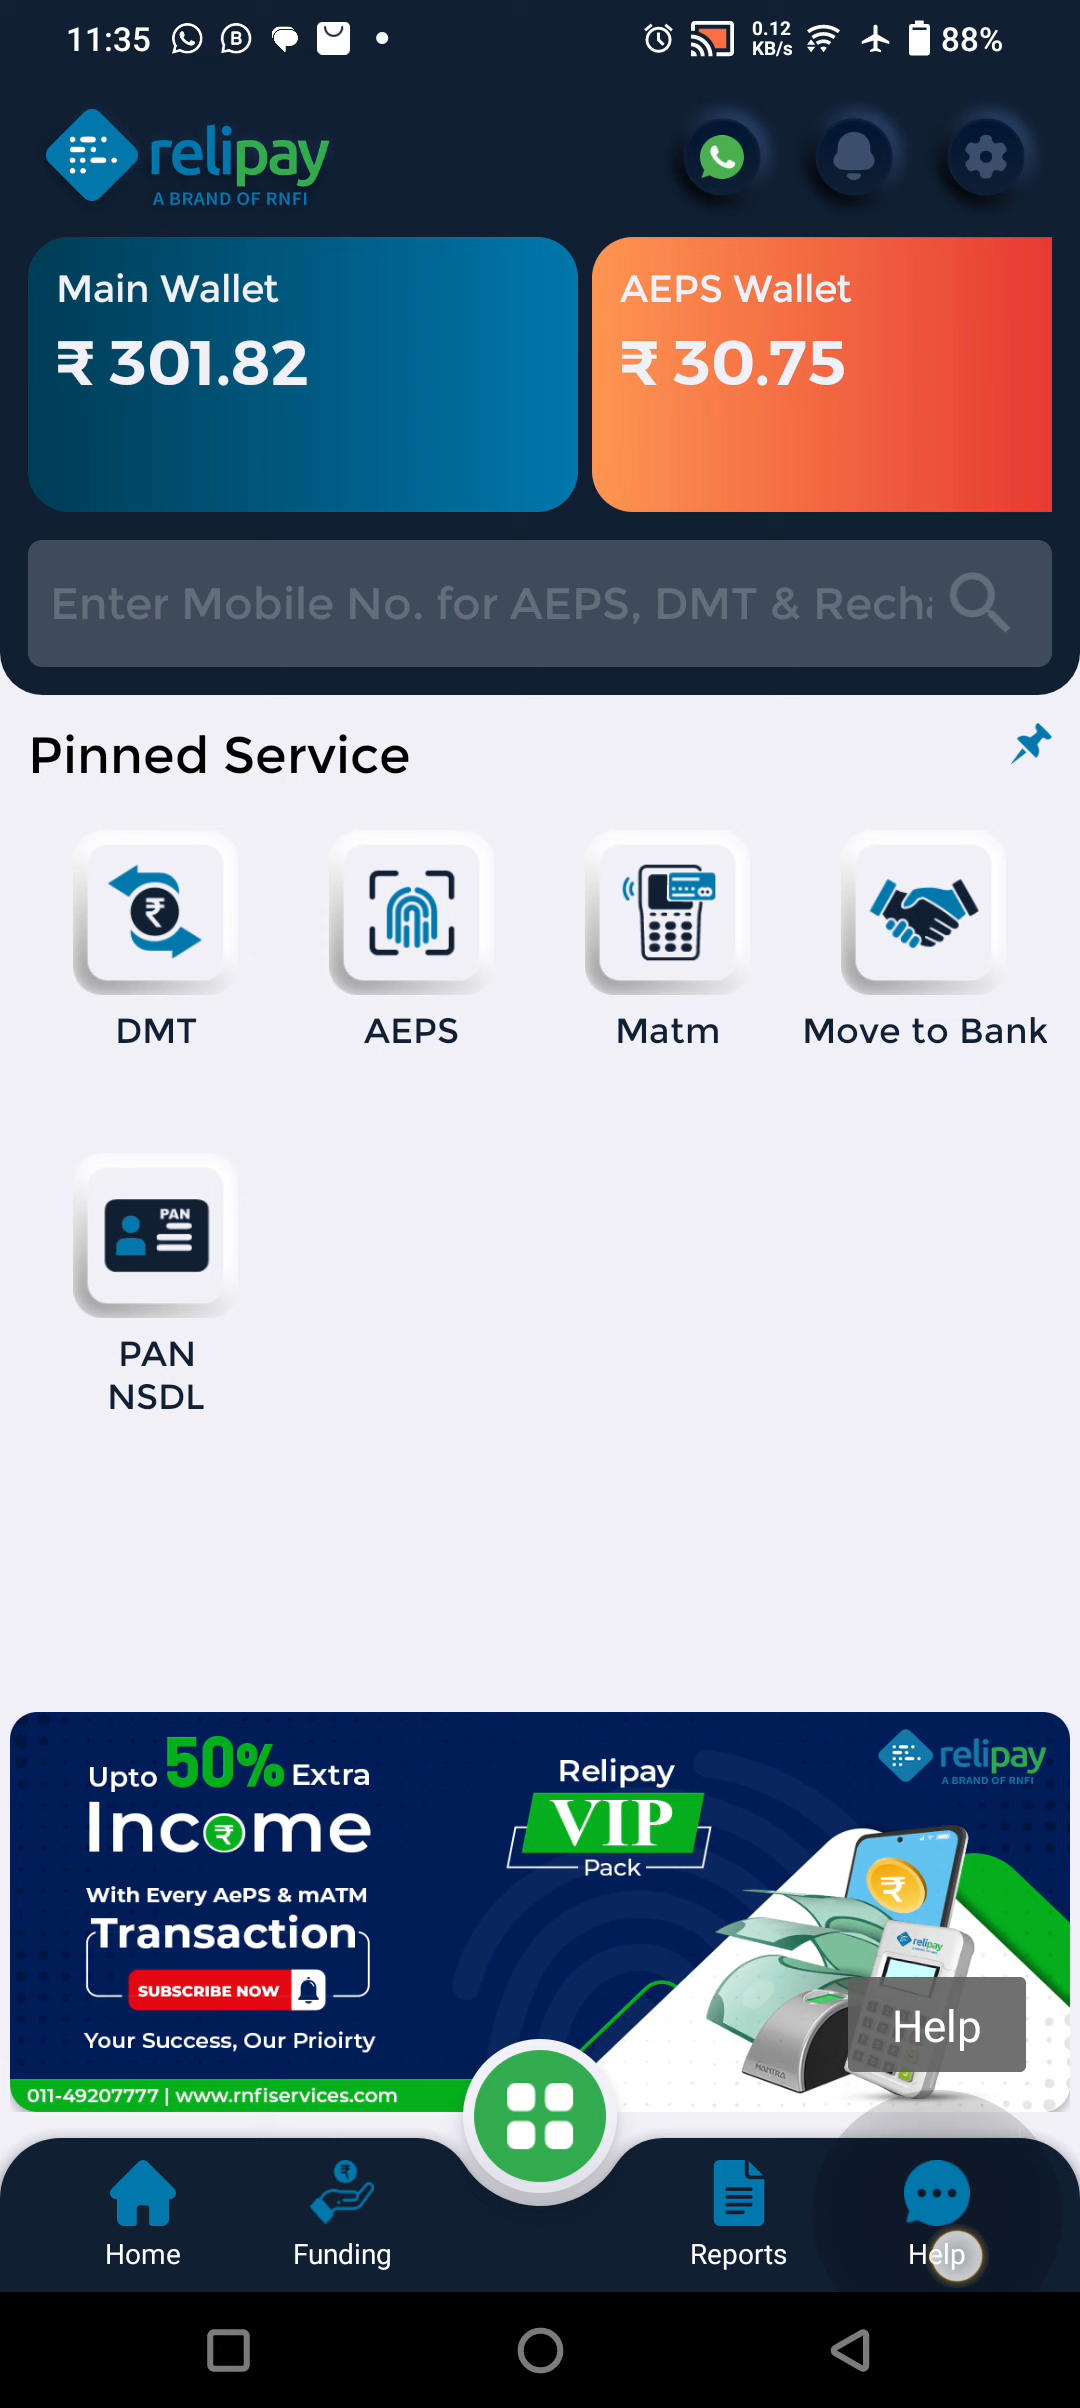 11:35
0.12
KB/s
88%
relipay
A BRAND OF RNFI
Main Wallet
₹ 301.82
AEPS Wallet
₹ 30.75
Enter Mobile No. for AEPS, DMT & Recha
Pinned Service
DMT
AEPS
Matm
Move to Bank
PAN
PAN
NSDL
Upto 50% Extra
Income
With Every AePS & mATM
Transaction
SUBSCRIBE NOW
Your Success, Our Prioirty
011-49207777 | www.rnfiservices.com
Relipay
VIP
Pack
relipay
A BRAND OF RNFI
relipay
MANTRA
Help
Home
Funding
Reports
Help